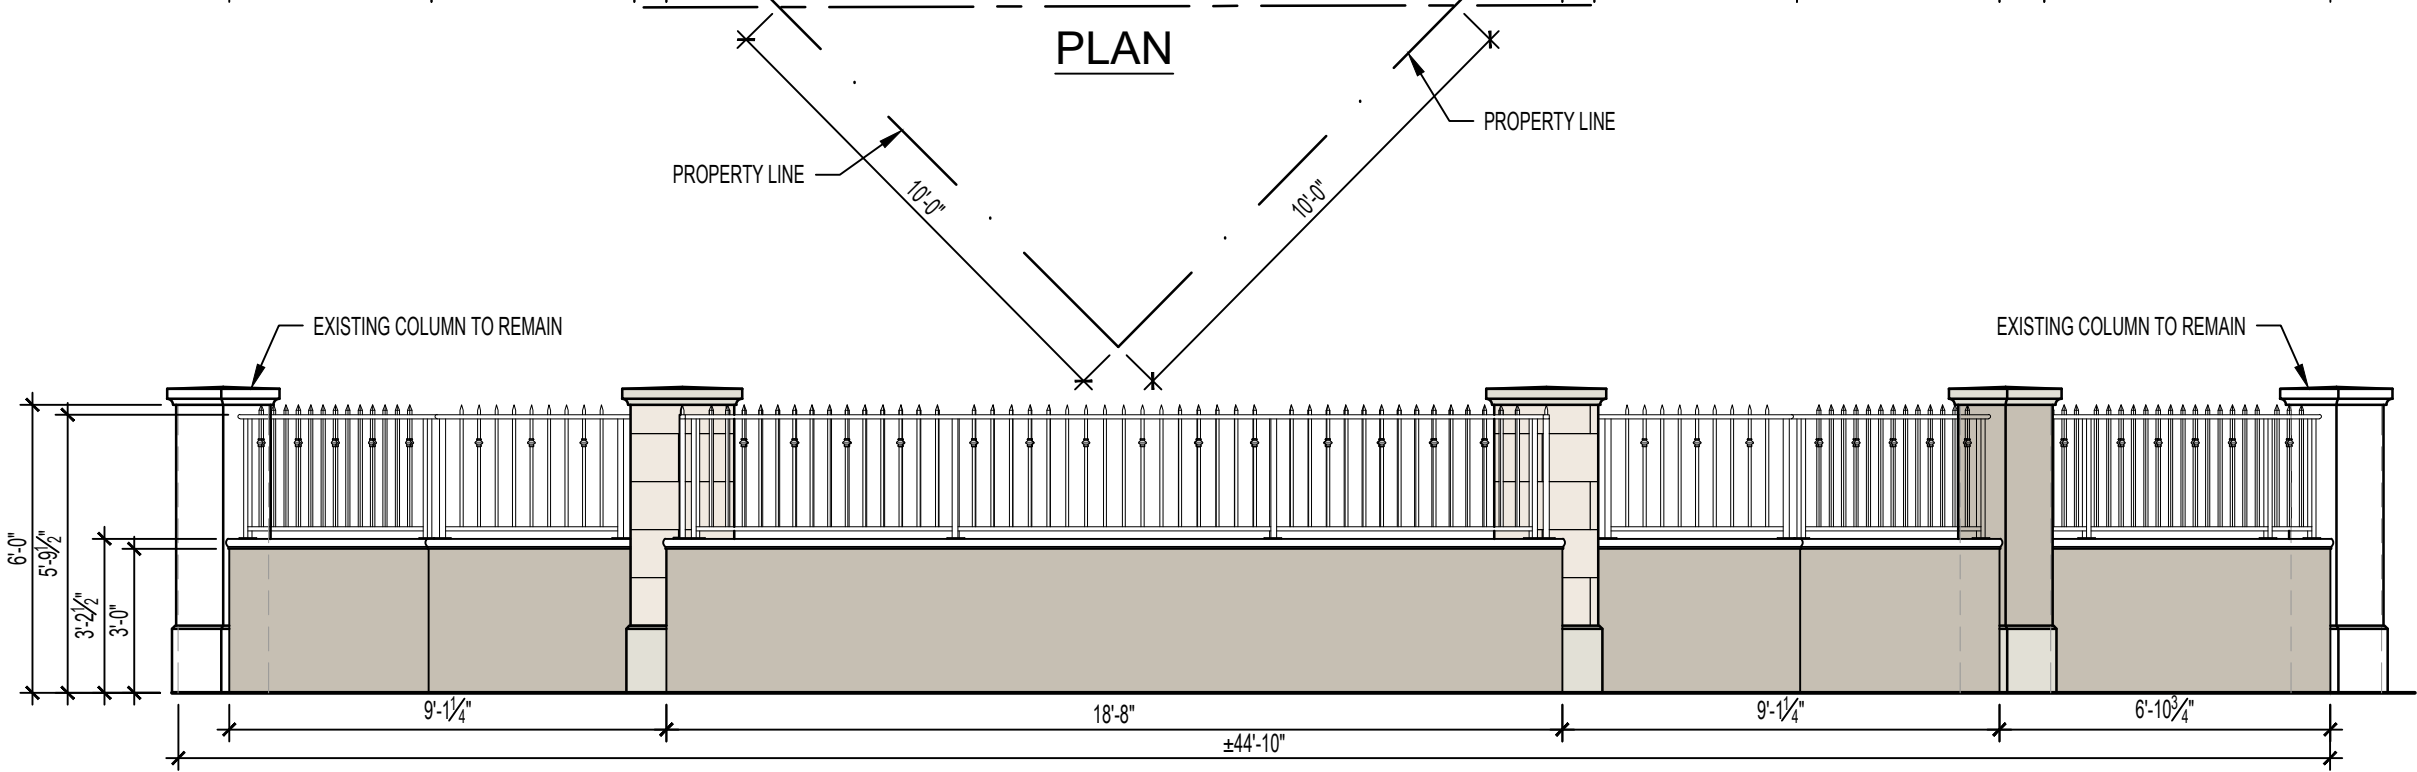 PLAN
PROPERTY LINE
PROPERTY LINE
10'-0"
10'-0"
EXISTING COLUMN TO REMAIN
EXISTING COLUMN TO REMAIN
6'-0"
5'-9½"
3'-2½"
3'-0"
9'-1¼"
18'-8"
9'-1¼"
6'-10¾"
±44'-10"